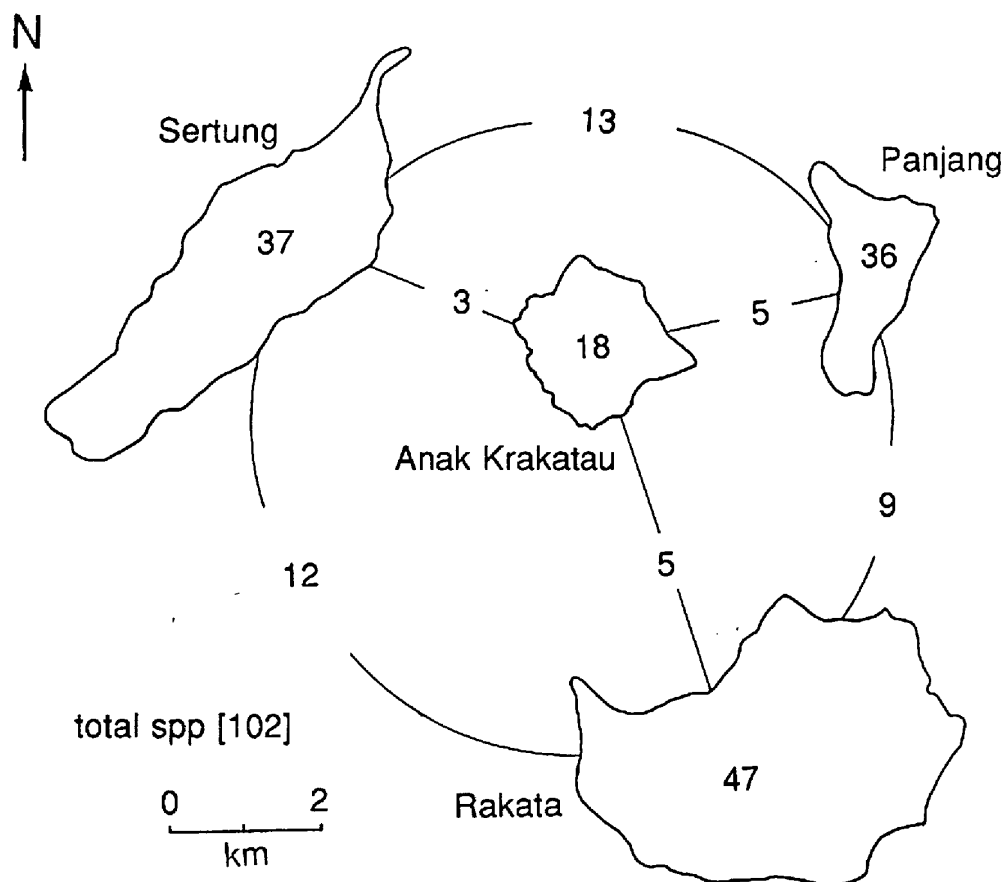 N
Sertung
13
Panjang
37
36
3
5
18
Anak Krakatau
9
5
12
total spp [102]
47
0 2
Rakata
km